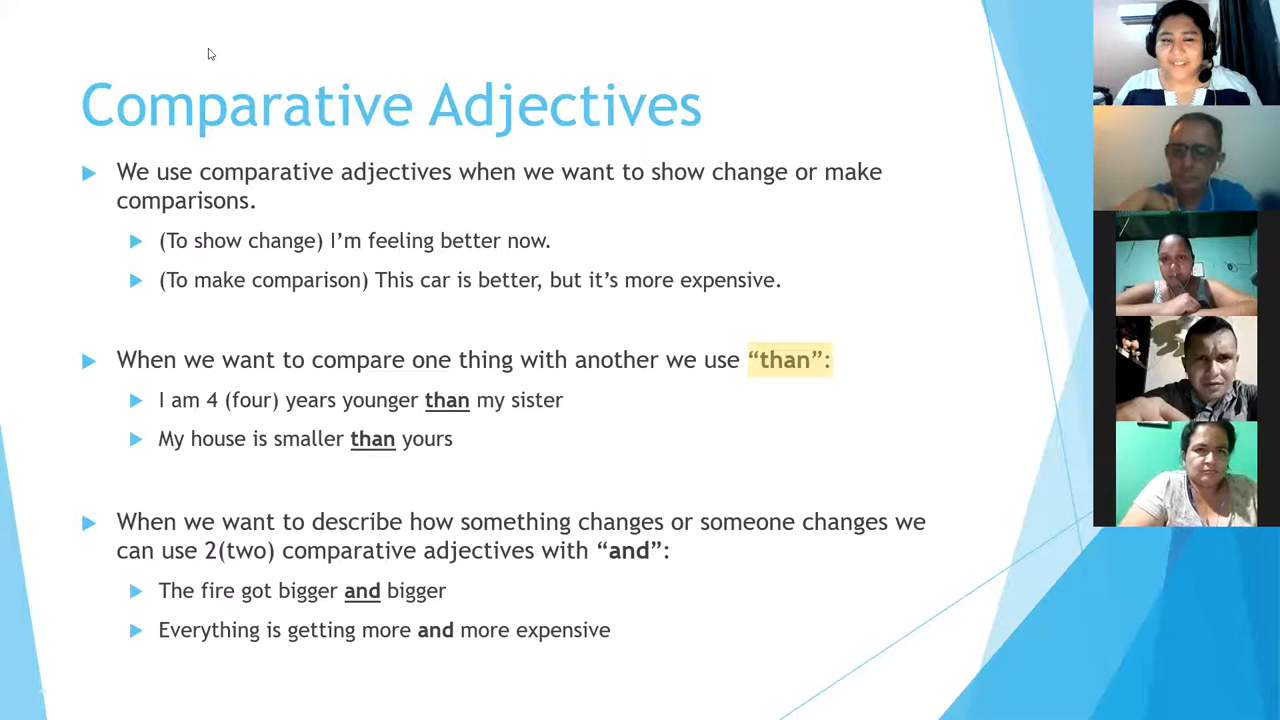 Comparative Adjectives
We use comparative adjectives when we want to show change or make
comparisons.
(To show change) I’m feeling better now.
(To make comparison) This car is better, but it’s more expensive.
When we want to compare one thing with another we use “than”:
I am 4 (four) years younger than my sister
My house is smaller than yours
When we want to describe how something changes or someone changes we
can use 2(two) comparative adjectives with “and”:
The fire got bigger and bigger
Everything is getting more and more expensive